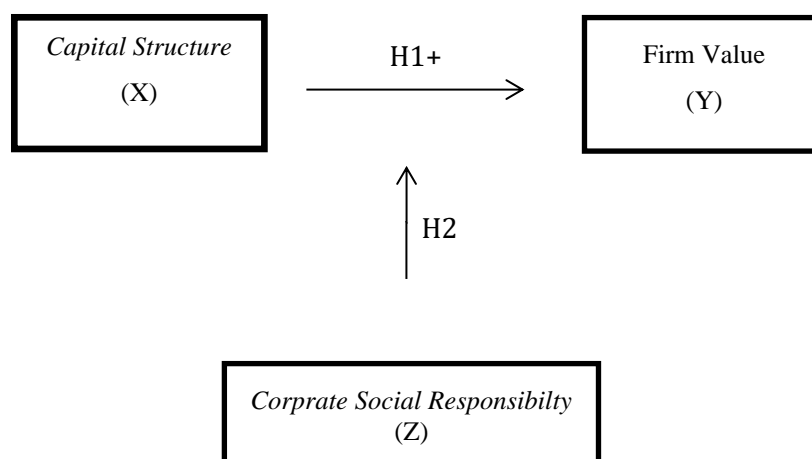 Capital Structure
(X)
H1+
Firm Value
(Y)
H2
Corprate Social Responsibilty
(Z)